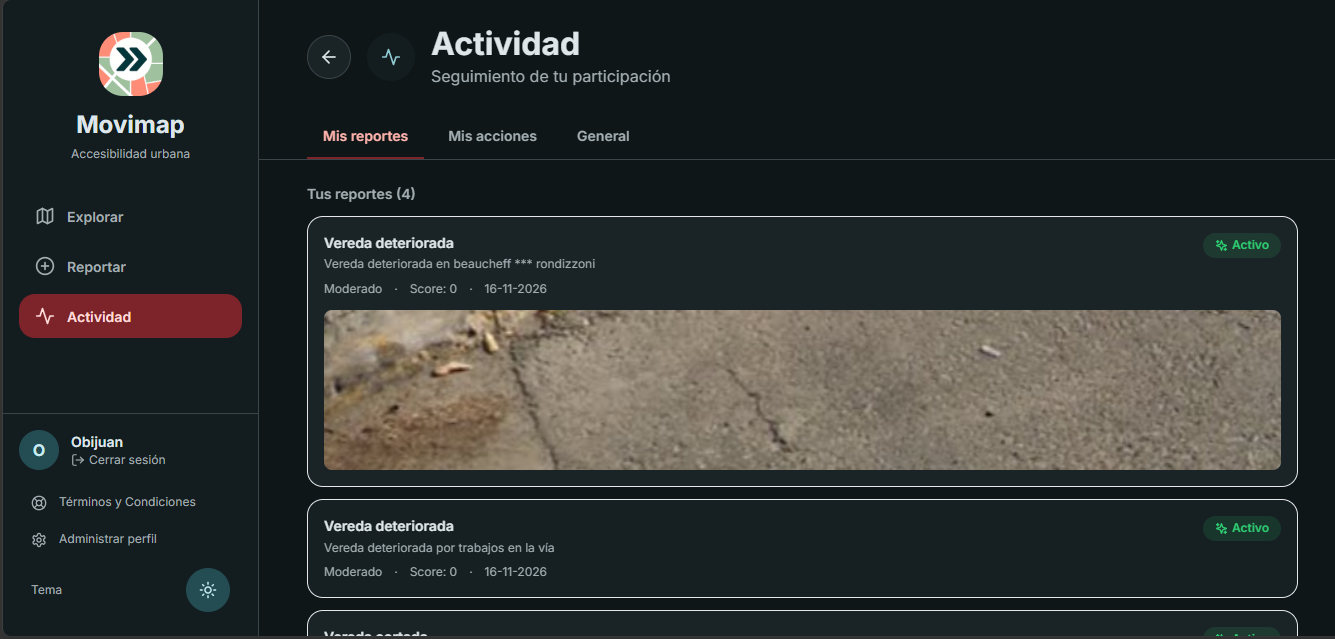 Movimap
Accesibilidad urbana
Explorar
Reportar
Actividad
O
Obijuan
Cerrar sesión
Términos y Condiciones
Administrar perfil
Tema
Actividad
Seguimiento de tu participación
Mis reportes
Mis acciones
General
Tus reportes (4)
Vereda deteriorada
Activo
Vereda deteriorada en beaucheff *** rondizzoni
Moderado · Score: 0 · 16-11-2026
Vereda deteriorada
Activo
Vereda deteriorada por trabajos en la vía
Moderado · Score: 0 · 16-11-2026